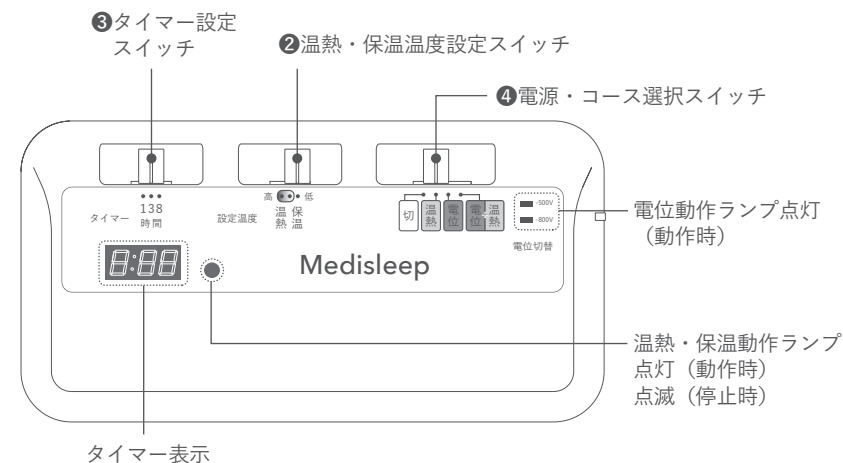 ❸タイマー設定
スイッチ
❷温熱・保温温度設定スイッチ
❹電源・コース選択スイッチ
タイマー
138
時間
設定温度
高
低
温熱
保温
切
温熱
電位
電位
温熱
-500V
-800V
電位切替
8:88
Medisleep
電位動作ランプ点灯
(動作時)
温熱・保温動作ランプ
点灯(動作時)
点滅(停止時)
タイマー表示